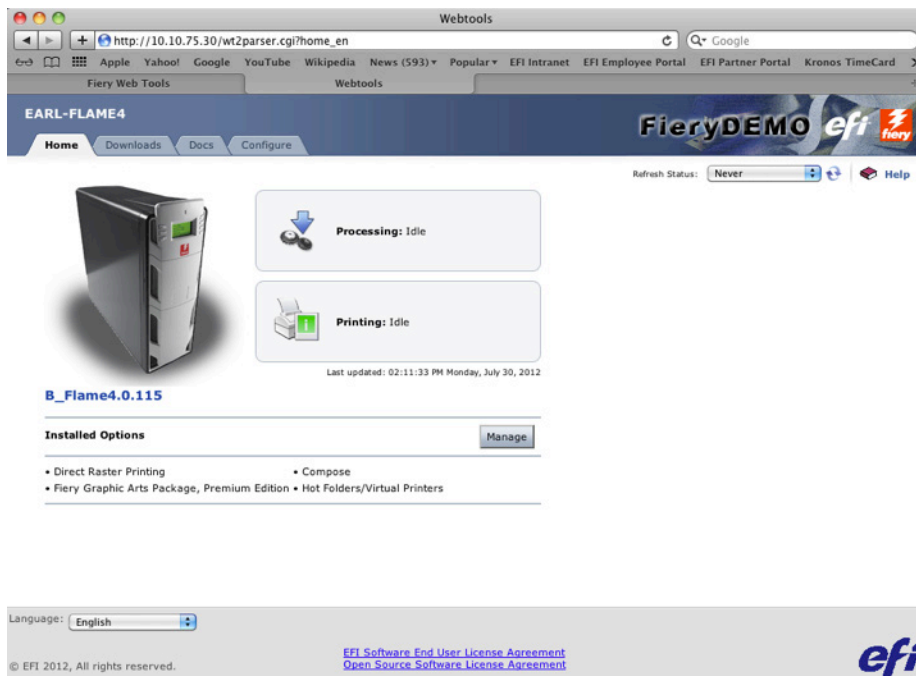 Webtools
http://10.10.75.30/wt2parser.cgi?home_en
Google
Apple Yahoo! Google YouTube Wikipedia News (593) Popular EFI Intranet EFI Employee Portal EFI Partner Portal Kronos TimeCard
Fiery Web Tools Webtools
EARL-FLAME4
FieryDEMO efi fiery
Home Downloads Docs Configure
Refresh Status: Never Help
Processing: Idle
Printing: Idle
Last updated: 02:11:33 PM Monday, July 30, 2012
B_Flame4.0.115
Installed Options Manage
• Direct Raster Printing • Compose
• Fiery Graphic Arts Package, Premium Edition • Hot Folders/Virtual Printers
Language: English
EFI Software End User License Agreement
© EFI 2012, All rights reserved. Open Source Software License Agreement
efi